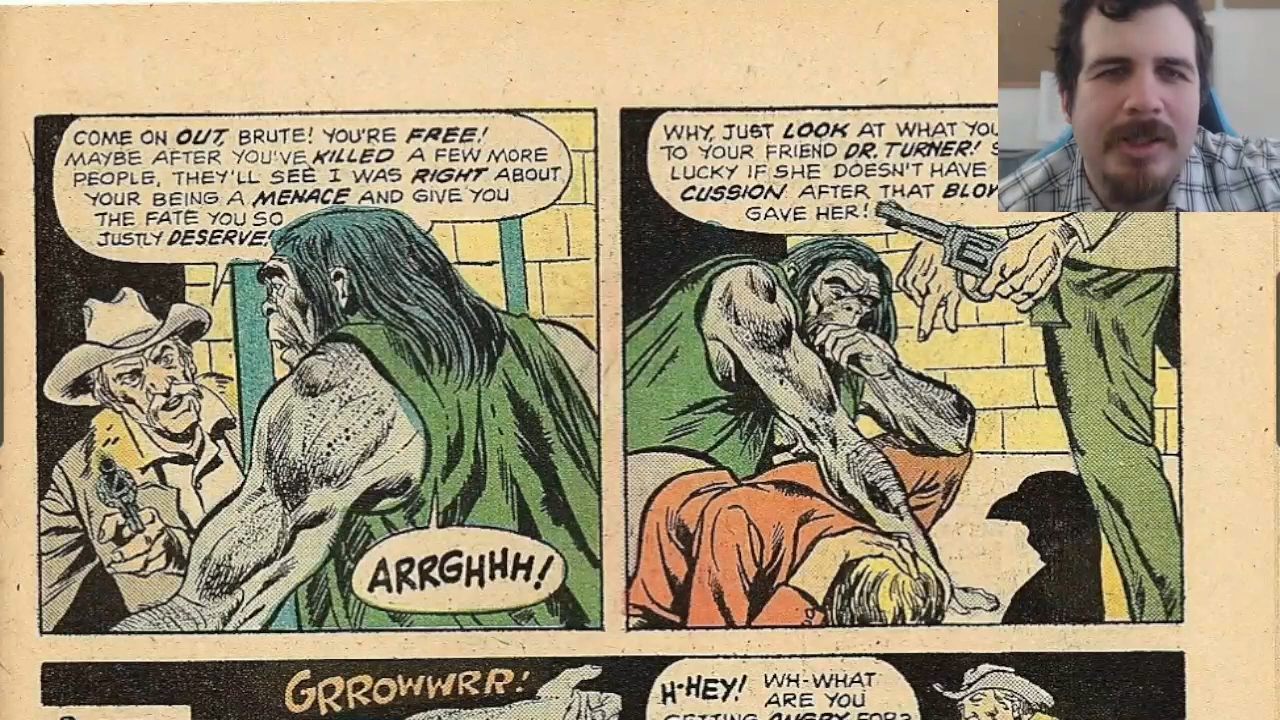 COME ON OUT, BRUTE! YOU'RE FREE!
MAYBE AFTER YOU'VE KILLED A FEW MORE
PEOPLE, THEY'LL SEE I WAS RIGHT ABOUT
YOUR BEING A MENACE AND GIVE YOU
THE FATE YOU SO
JUSTLY DESERVE!
ARRGHHH!
WHY, JUST LOOK AT WHAT YOU
TO YOUR FRIEND DR. TURNER!
LUCKY IF SHE DOESN'T HAVE
CUSSION AFTER THAT
GAVE HER!
GRROWWRR!
H-HEY! WH-WHAT
ARE YOU
GETTING ANGRY FOR?